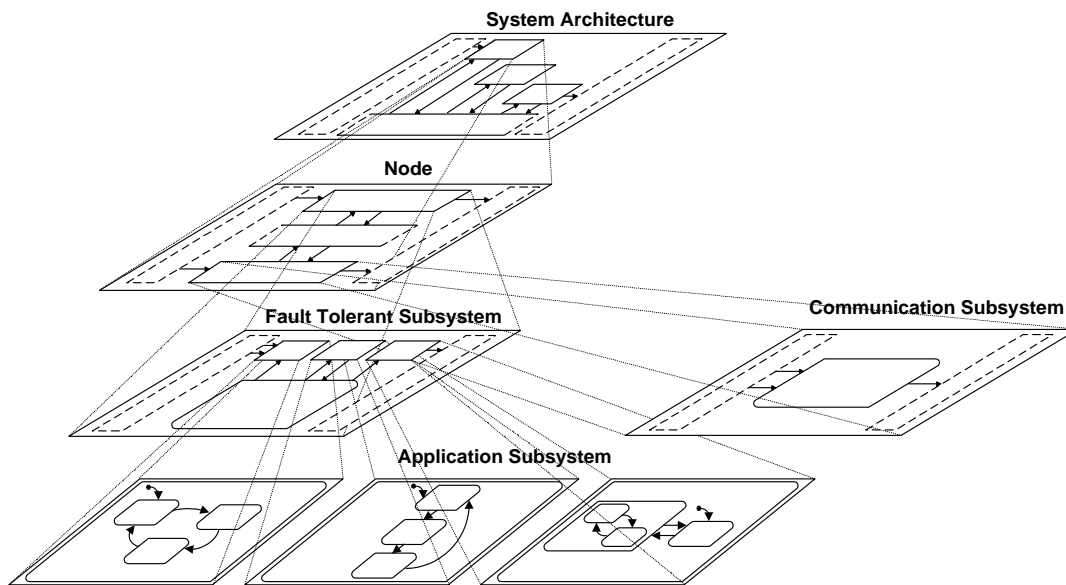 System Architecture
Node
Fault Tolerant Subsystem
Communication Subsystem
Application Subsystem